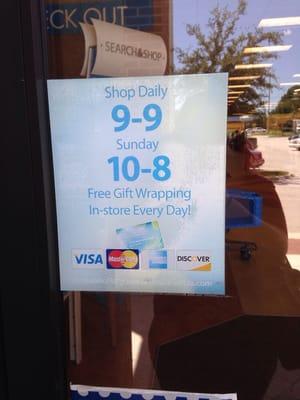 ECK OUT
SEARCH&SHOP
Shop Daily
9-9
Sunday
10-8
Free Gift Wrapping
In-store Every Day!
VISA MasterCard DISCOVER